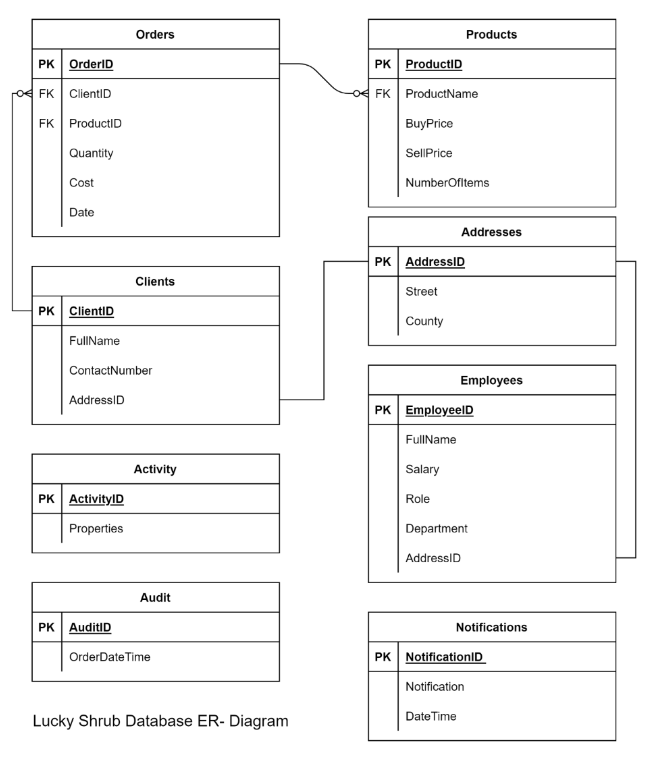 Orders
PK OrderID
FK ClientID
FK ProductID
Quantity
Cost
Date
Products
PK ProductID
FK ProductName
BuyPrice
SellPrice
NumberOfItems
Addresses
PK AddressID
Street
County
Clients
PK ClientID
FullName
ContactNumber
AddressID
Employees
PK EmployeeID
FullName
Salary
Role
Department
AddressID
Activity
PK ActivityID
Properties
Audit
PK AuditID
OrderDateTime
Notifications
PK NotificationID
Notification
DateTime
Lucky Shrub Database ER- Diagram